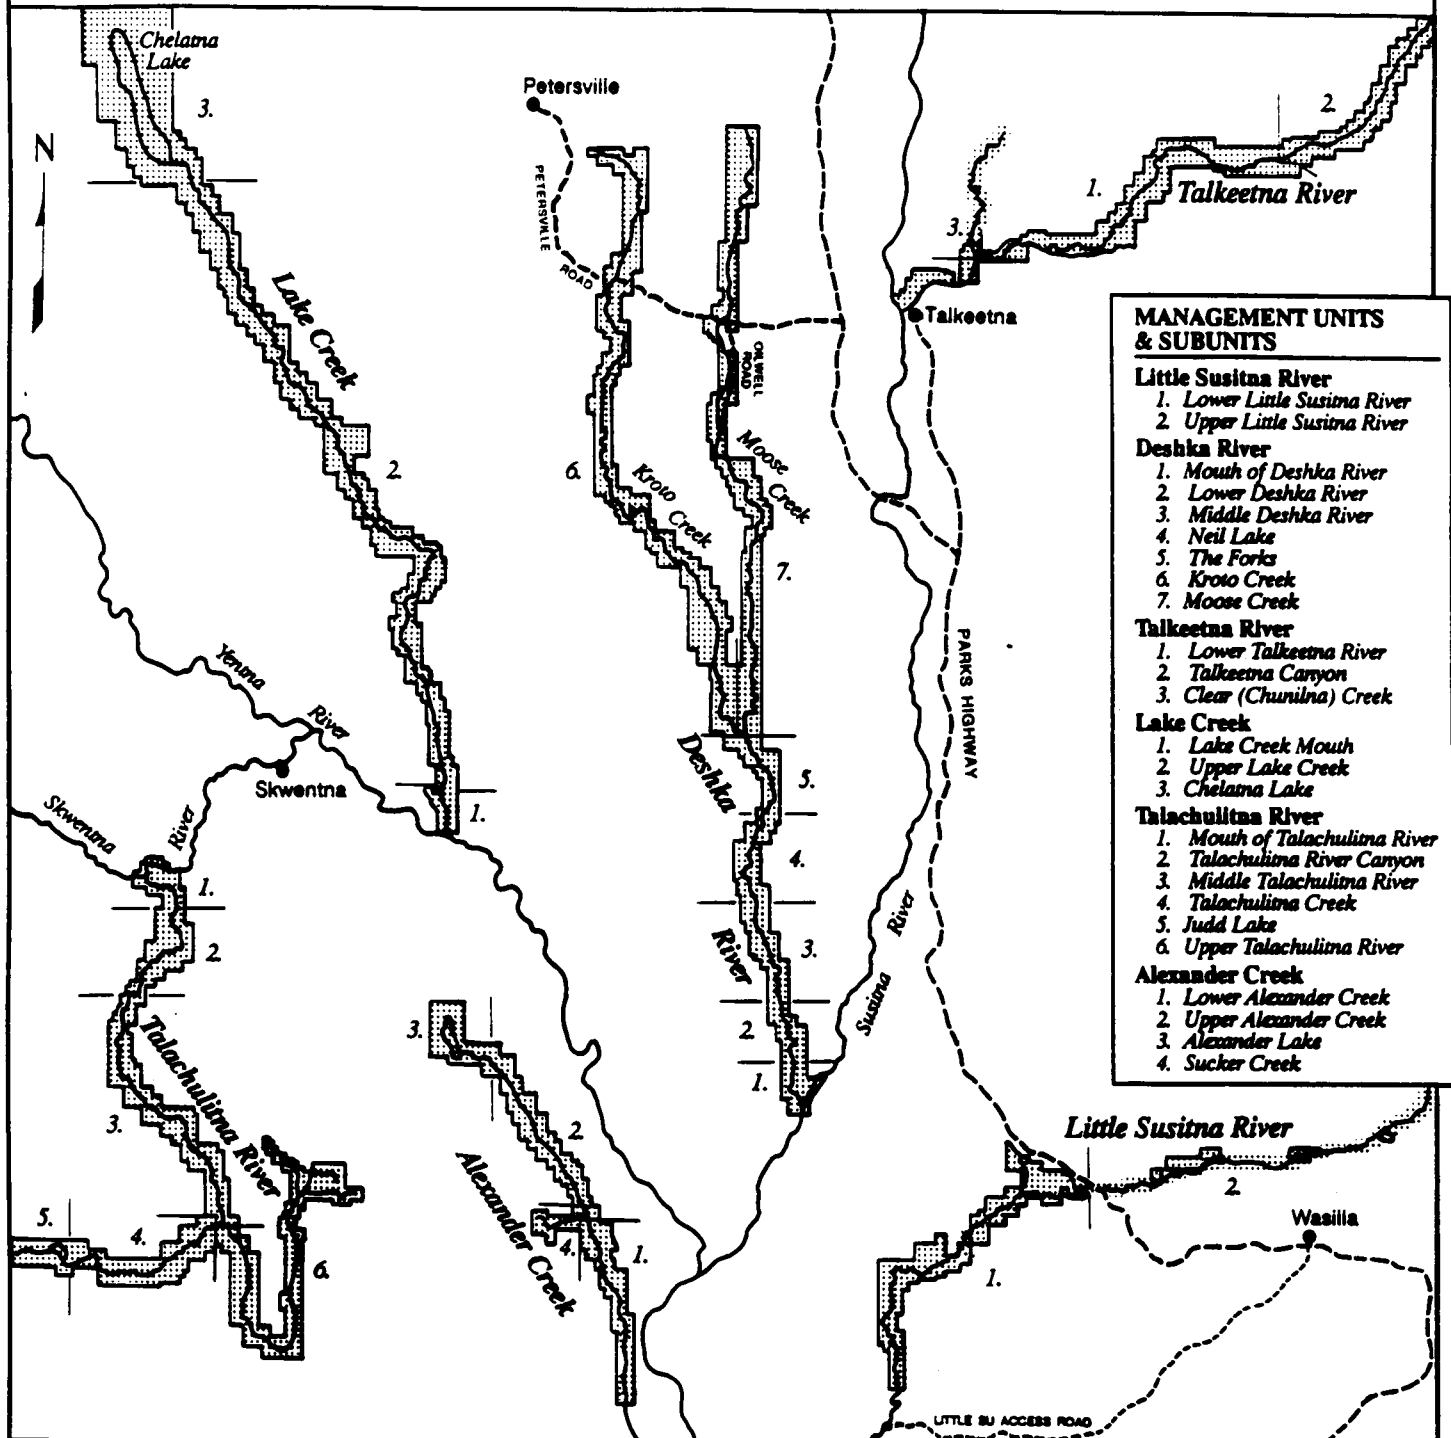 Chelatna
Lake
3.
N
Petersville
PETERSVILLE
ROAD
2.
1.
Talkeetna River
3.
Talkeetna
Lake Creek
2.
OILWELL
ROAD
Moose
Creek
6.
Kroto
Creek
7.
MANAGEMENT UNITS
& SUBUNITS
Little Susitna River
1. Lower Little Susitna River
2. Upper Little Susitna River
Deshka River
1. Mouth of Deshka River
2. Lower Deshka River
3. Middle Deshka River
4. Neil Lake
5. The Forks
6. Kroto Creek
7. Moose Creek
Talkeetna River
1. Lower Talkeetna River
2. Talkeetna Canyon
3. Clear (Chunilna) Creek
Lake Creek
1. Lake Creek Mouth
2. Upper Lake Creek
3. Chelatna Lake
Talachulitna River
1. Mouth of Talachulitna River
2. Talachulitna River Canyon
3. Middle Talachulitna River
4. Talachulitna Creek
5. Judd Lake
6. Upper Talachulitna River
Alexander Creek
1. Lower Alexander Creek
2. Upper Alexander Creek
3. Alexander Lake
4. Sucker Creek
PARKS HIGHWAY
Yentna
River
Skwentna
Skwentna
River
1.
Deshka
River
5.
4.
3.
2.
1.
Susitna
River
1.
2.
Talachulitna River
3.
4.
5.
6.
3.
2.
Alexander Creek
4.
1.
Little Susitna River
2.
1.
Wasilla
LITTLE SU ACCESS ROAD